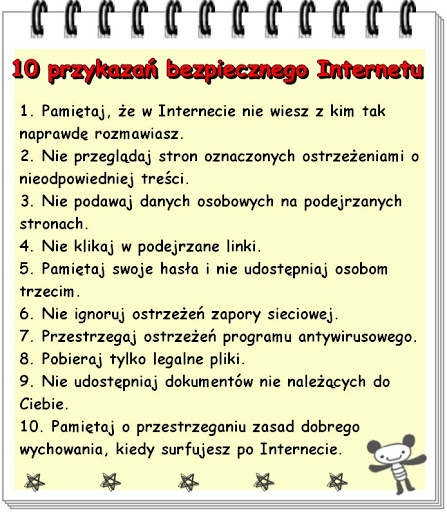 10 przykazań bezpiecznego Internetu
1. Pamiętaj, że w Internecie nie wiesz z kim tak
naprawdę rozmawiasz.
2. Nie przeglądaj stron oznaczonych ostrzeżeniami o
nieodpowiedniej treści.
3. Nie podawaj danych osobowych na podejrzanych
stronach.
4. Nie klikaj w podejrzane linki.
5. Pamiętaj swoje hasła i nie udostępniaj osobom
trzecim.
6. Nie ignoruj ostrzeżeń zapory sieciowej.
7. Przestrzegaj ostrzeżeń programu antywirusowego.
8. Pobieraj tylko legalne pliki.
9. Nie udostępniaj dokumentów nie należących do
Ciebie.
10. Pamiętaj o przestrzeganiu zasad dobrego
wychowania, kiedy surfujesz po Internecie.